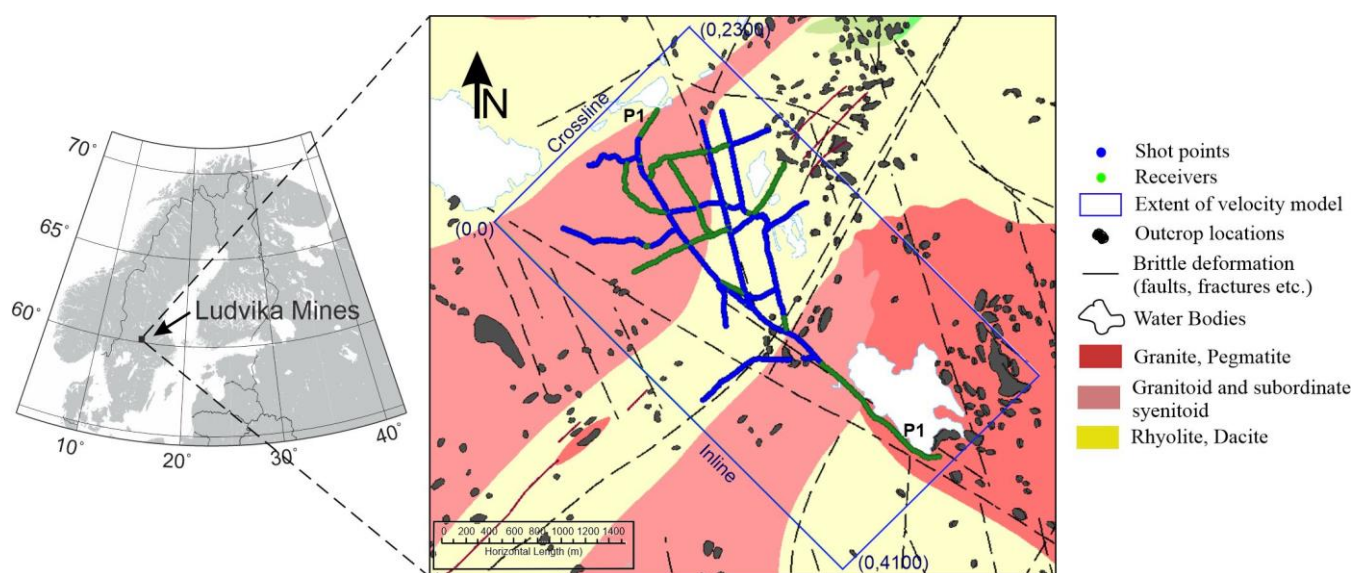 70°
65°
60°
10°
20°
30°
40°
Ludvika Mines
N
(0,2300)
Crossline
P1
(0,0)
P1
Inline
(0,4100)
0 200 400 600 800 1000 1200 1400
Horizontal Length (m)
Shot points
Receivers
Extent of velocity model
Outcrop locations
Brittle deformation
(faults, fractures etc.)
Water Bodies
Granite, Pegmatite
Granitoid and subordinate
syenitoid
Rhyolite, Dacite